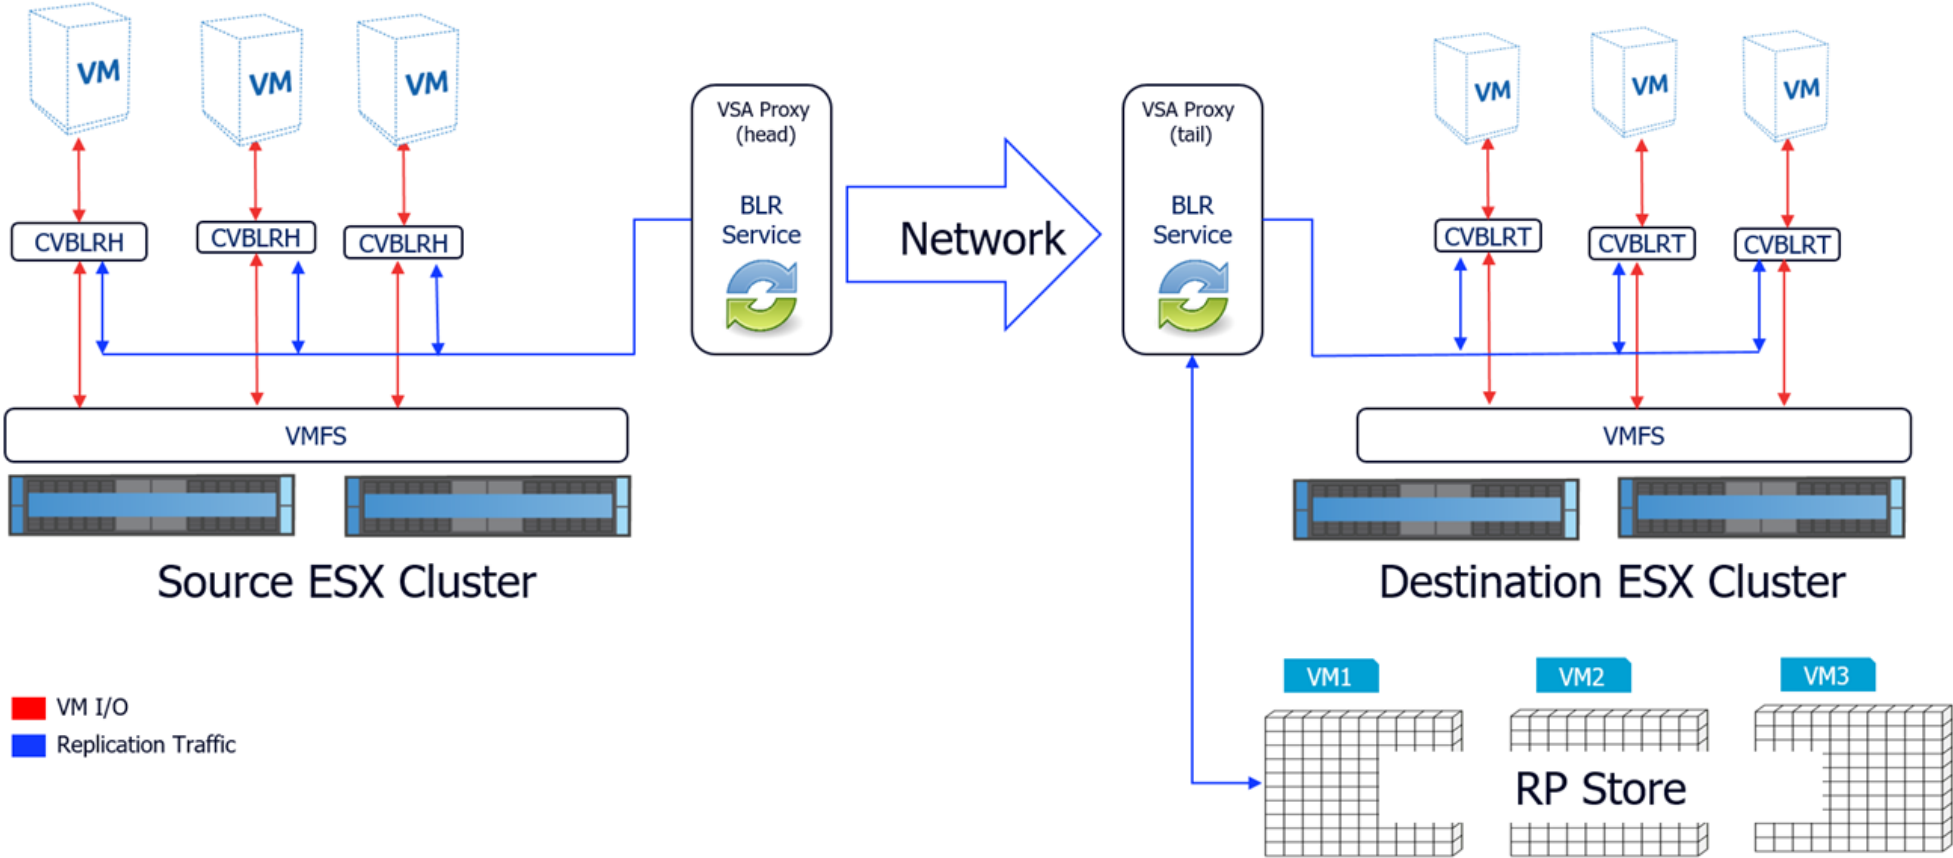 VM
VM
VM
VM
VM
VM
VSA Proxy
(head)
VSA Proxy
(tail)
BLR
Service
BLR
Service
Network
CVBLRH
CVBLRH
CVBLRH
CVBLRT
CVBLRT
CVBLRT
VMFS
VMFS
Source ESX Cluster
Destination ESX Cluster
VM1
VM2
VM3
VM I/O
Replication Traffic
RP Store